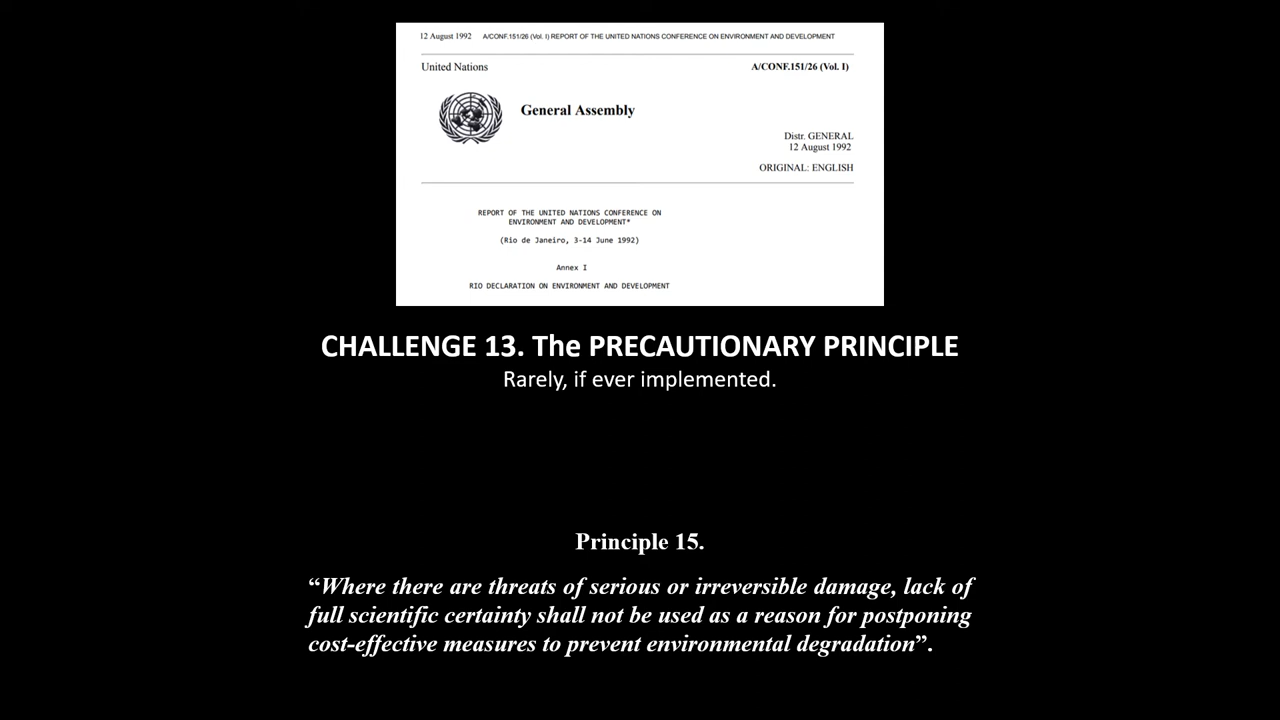 12 August 1992 A/CONF.151/26 (Vol. I) REPORT OF THE UNITED NATIONS CONFERENCE ON ENVIRONMENT AND DEVELOPMENT
United Nations A/CONF.151/26 (Vol. I)
General Assembly
Distr. GENERAL
12 August 1992
ORIGINAL: ENGLISH
REPORT OF THE UNITED NATIONS CONFERENCE ON
ENVIRONMENT AND DEVELOPMENT*
(Rio de Janeiro, 3-14 June 1992)
Annex I
RIO DECLARATION ON ENVIRONMENT AND DEVELOPMENT
CHALLENGE 13. The PRECAUTIONARY PRINCIPLE
Rarely, if ever implemented.
Principle 15.
“Where there are threats of serious or irreversible damage, lack of
full scientific certainty shall not be used as a reason for postponing
cost-effective measures to prevent environmental degradation”.